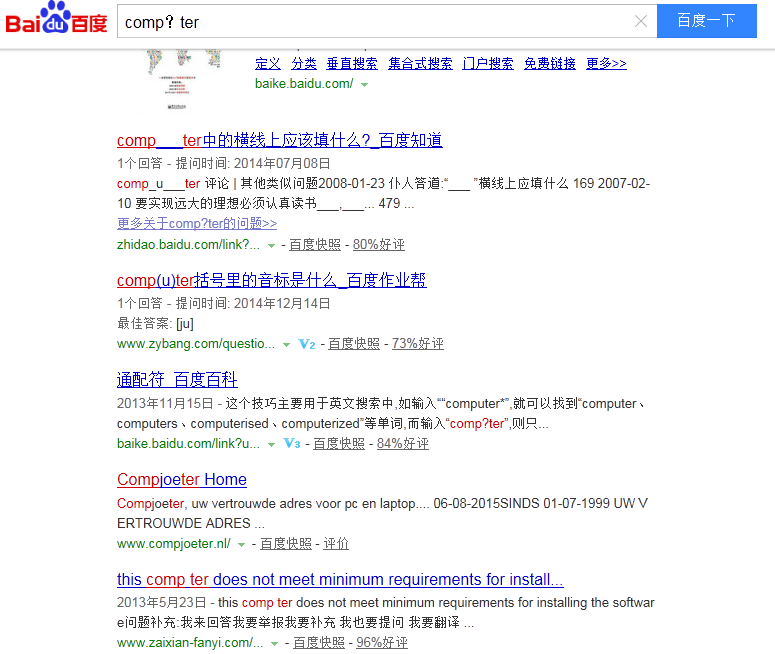 Bai du 百度
comp？ ter
百度一下
定义 分类 垂直搜索 集合式搜索 门户搜索 免费链接 更多>>
baike.baidu.com/
comp___ter中的横线上应该填什么?_百度知道
1个回答 - 提问时间: 2014年07月08日
comp_u___ter 评论 | 其他类似问题2008-01-23 仆人答道:“___ ”横线上应填什么 169 2007-02-
10 要实现远大的理想必须认真读书___,___... 479 ...
更多关于comp?ter的问题>>
zhidao.baidu.com/link?... - 百度快照 - 80%好评
comp(u)ter括号里的音标是什么_百度作业帮
1个回答 - 提问时间: 2014年12月14日
最佳答案: [ju]
www.zybang.com/questio... V2 - 百度快照 - 73%好评
通配符_百度百科
2013年11月15日 - 这个技巧主要用于英文搜索中,如输入““computer*”,就可以找到“computer、
computers、computerised、computerized”等单词,而输入“comp?ter”,则只...
baike.baidu.com/link?u... V3 - 百度快照 - 84%好评
Compjoeter Home
Compjoeter, uw vertrouwde adres voor pc en laptop.... 06-08-2015SINDS 01-07-1999 UW V
ERTROUWDE ADRES ...
www.compjoeter.nl/ - 百度快照 - 评价
this comp ter does not meet minimum requirements for install...
2013年5月23日 - this comp ter does not meet minimum requirements for installing the softwar
e问题补充:我来回答我要举报我要补充 我也要提问 我要翻译 ...
www.zaixian-fanyi.com/... - 百度快照 - 96%好评